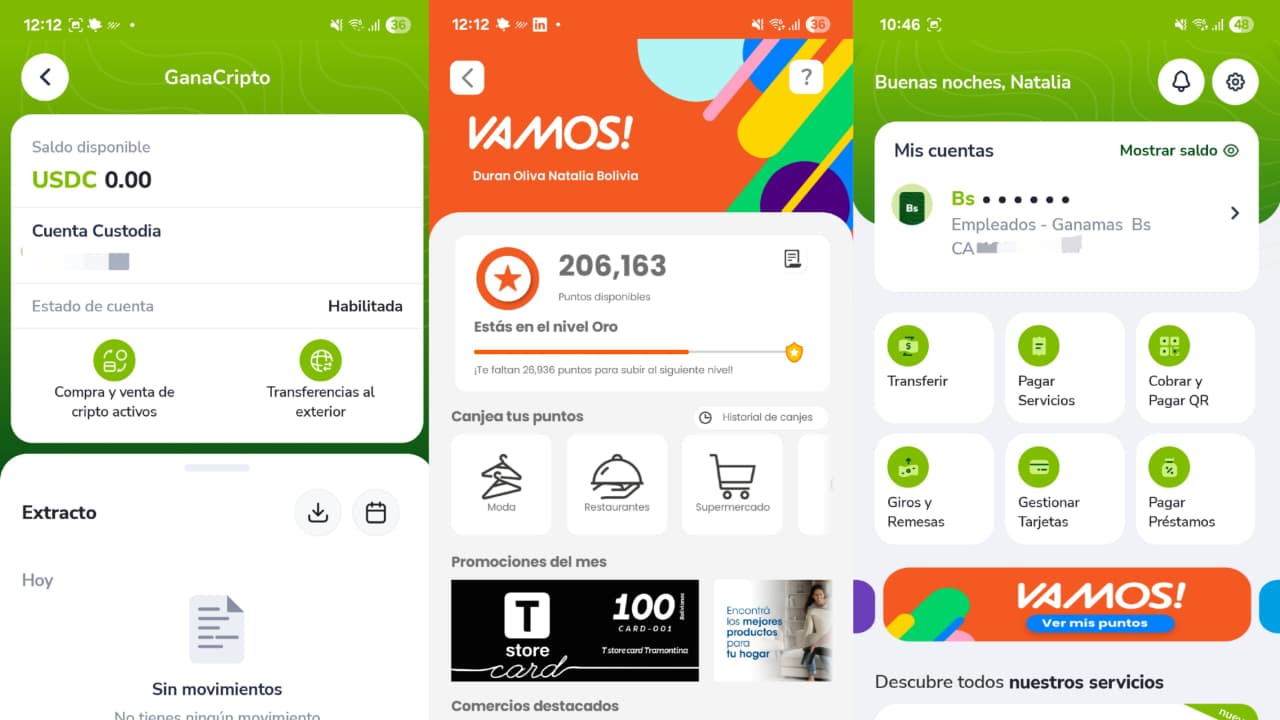 12:12
36
GanaCripto
Saldo disponible
USDC 0.00
Cuenta Custodia
Estado de cuenta
Habilitada
Compra y venta de
cripto activos
Transferencias al
exterior
Extracto
Hoy
Sin movimientos
No tienes ningún movimiento
12:12
in
36
?
VAMOS!
Duran Oliva Natalia Bolivia
206,163
Puntos disponibles
Estás en el nivel Oro
¡Te faltan 26,936 puntos para subir al siguiente nivel!
Canjea tus puntos
Historial de canjes
Moda
Restaurantes
Supermercado
Promociones del mes
T
store
card
100
Bolivianos
CARD-001
T store card Tramontina
Encontrá
los mejores
productos
para
tu hogar
Comercios destacados
10:46
48
Buenas noches, Natalia
Mis cuentas
Mostrar saldo
Bs
Bs ••••••
Empleados - Ganamas Bs
CA
Transferir
Pagar
Servicios
Cobrar y
Pagar QR
Giros y
Remesas
Gestionar
Tarjetas
Pagar
Préstamos
VAMOS!
Ver mis puntos
Descubre todos nuestros servicios
nuevo